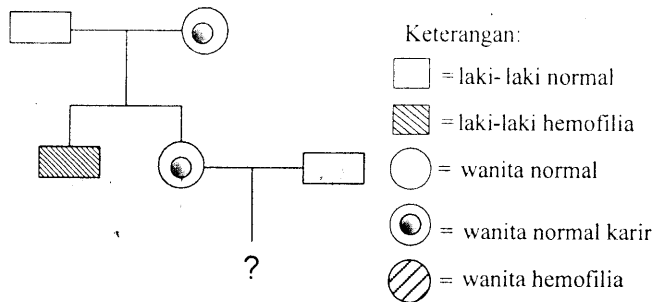 Keterangan:
= laki-laki normal
= laki-laki hemofilia
= wanita normal
= wanita normal karir
= wanita hemofilia
?